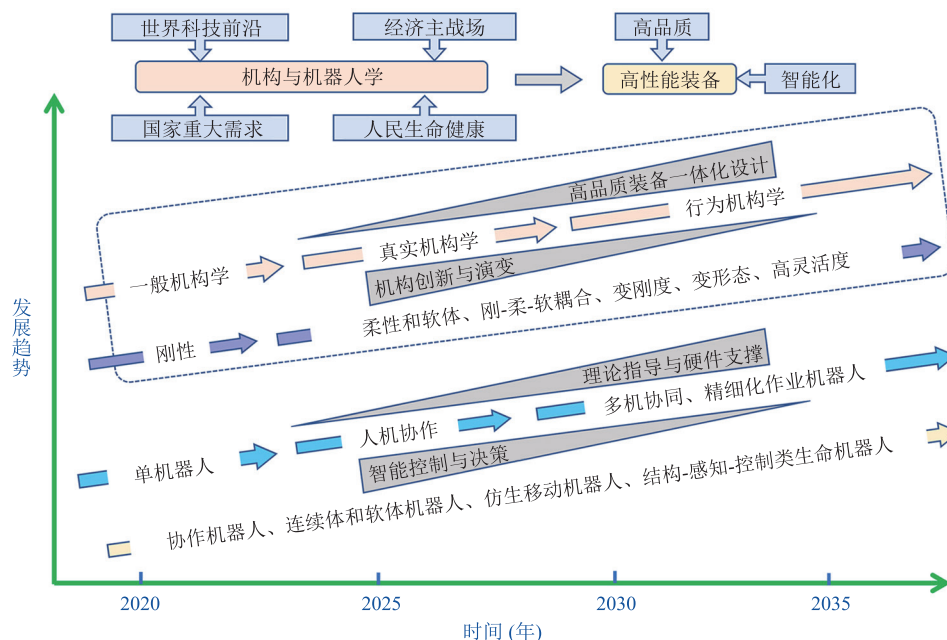 世界科技前沿
经济主战场
高品质
机构与机器人学
高性能装备
智能化
国家重大需求
人民生命健康
高品质装备一体化设计
一般机构学
真实机构学
行为机构学
机构创新与演变
刚性
柔性和软体、刚-柔-软耦合、变刚度、变形态、高灵活度
理论指导与硬件支撑
单机器人
人机协作
多机协同、精细化作业机器人
智能控制与决策
协作机器人、连续体和软体机器人、仿生移动机器人、结构-感知-控制类生命机器人
发展趋势
2020
2025
2030
2035
时间 (年)